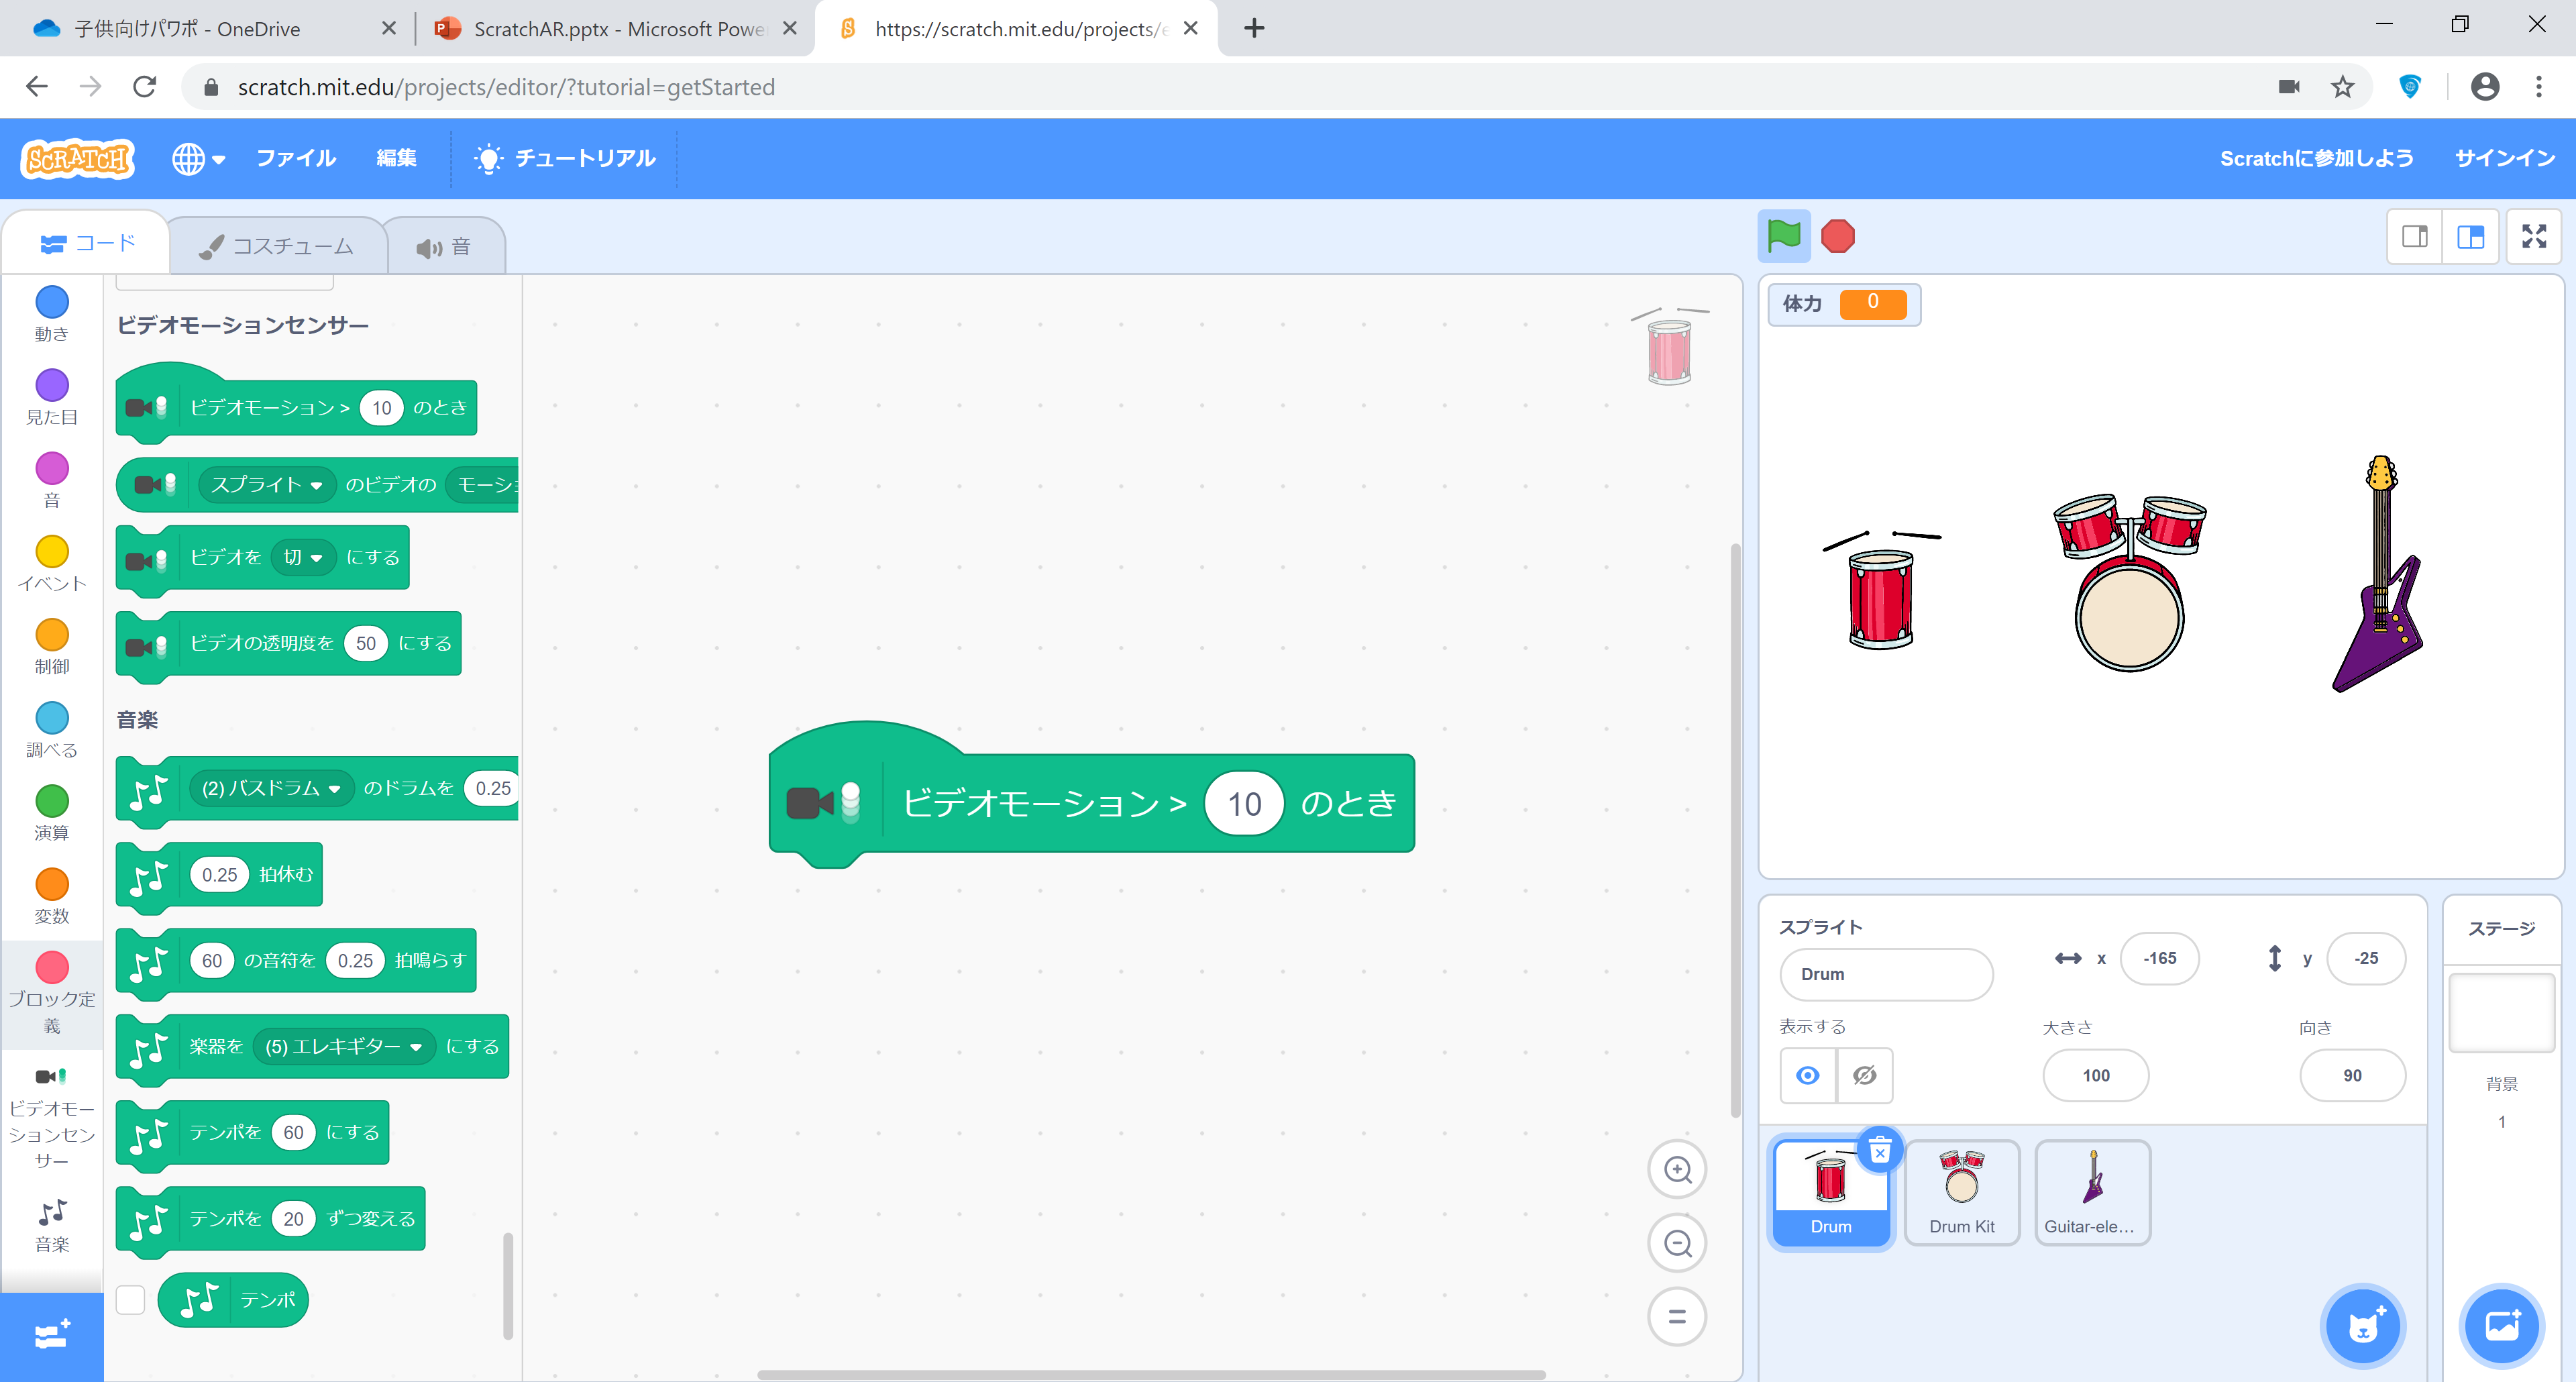 子供向けパワポ - OneDrive
ScratchAR.pptx - Microsoft Powe
https://scratch.mit.edu/projects/e
scratch.mit.edu/projects/editor/?tutorial=getStarted
SCRATCH
ファイル
編集
チュートリアル
Scratchに参加しよう
サインイン
コード
コスチューム
音
動き
見た目
音
イベント
制御
調べる
演算
変数
ブロック定
義
ビデオモー
ションセン
サー
音楽
ビデオモーションセンサー
ビデオモーション > 10 のとき
スプライト のビデオの モーショ
ビデオを 切 にする
ビデオの透明度を 50 にする
音楽
(2) バスドラム のドラムを 0.25
0.25 拍休む
60 の音符を 0.25 拍鳴らす
楽器を (5) エレキギター にする
テンポを 60 にする
テンポを 20 ずつ変える
テンポ
ビデオモーション > 10 のとき
体力 0
スプライト
Drum
x -165
y -25
表示する
大きさ
100
向き
90
Drum
Drum Kit
Guitar-ele...
ステージ
背景
1